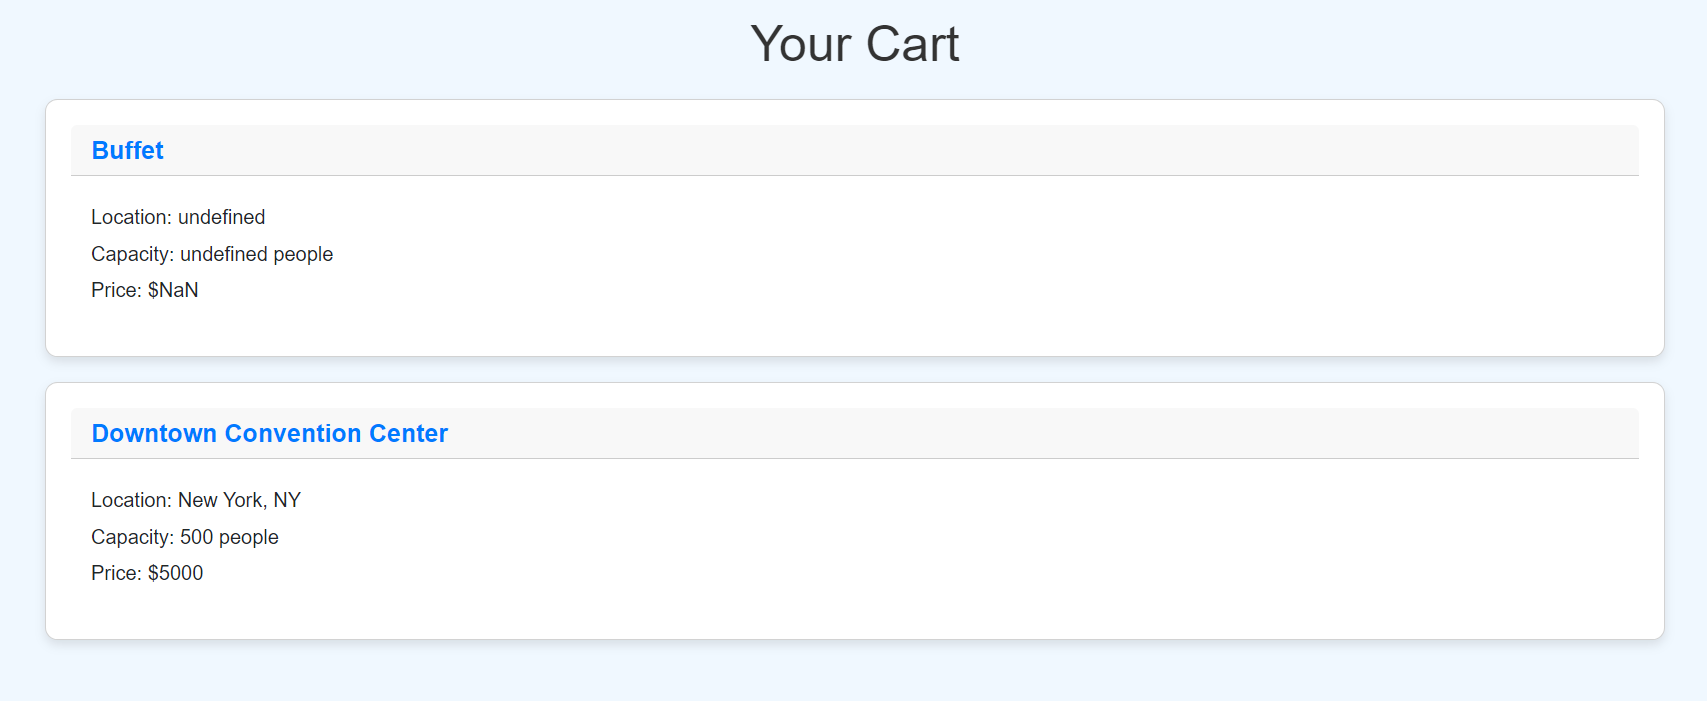 Your Cart
Buffet
Location: undefined
Capacity: undefined people
Price: $NaN
Downtown Convention Center
Location: New York, NY
Capacity: 500 people
Price: $5000